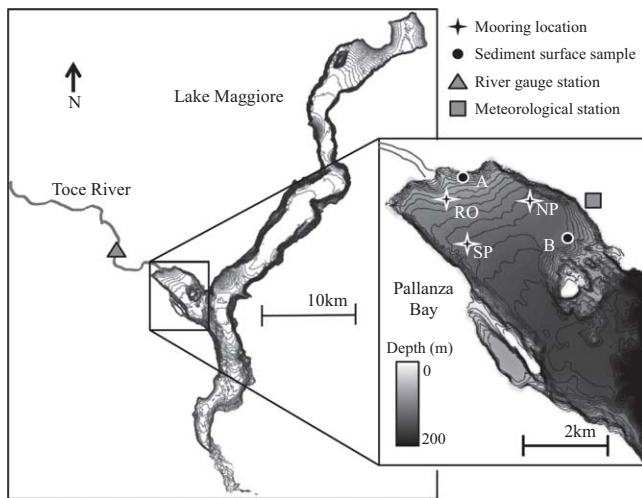 Mooring location
Sediment surface sample
River gauge station
Meteorological station
Lake Maggiore
N
Toce River
10km
A
RO
NP
SP
B
Pallanza
Bay
Depth (m)
0
200
2km